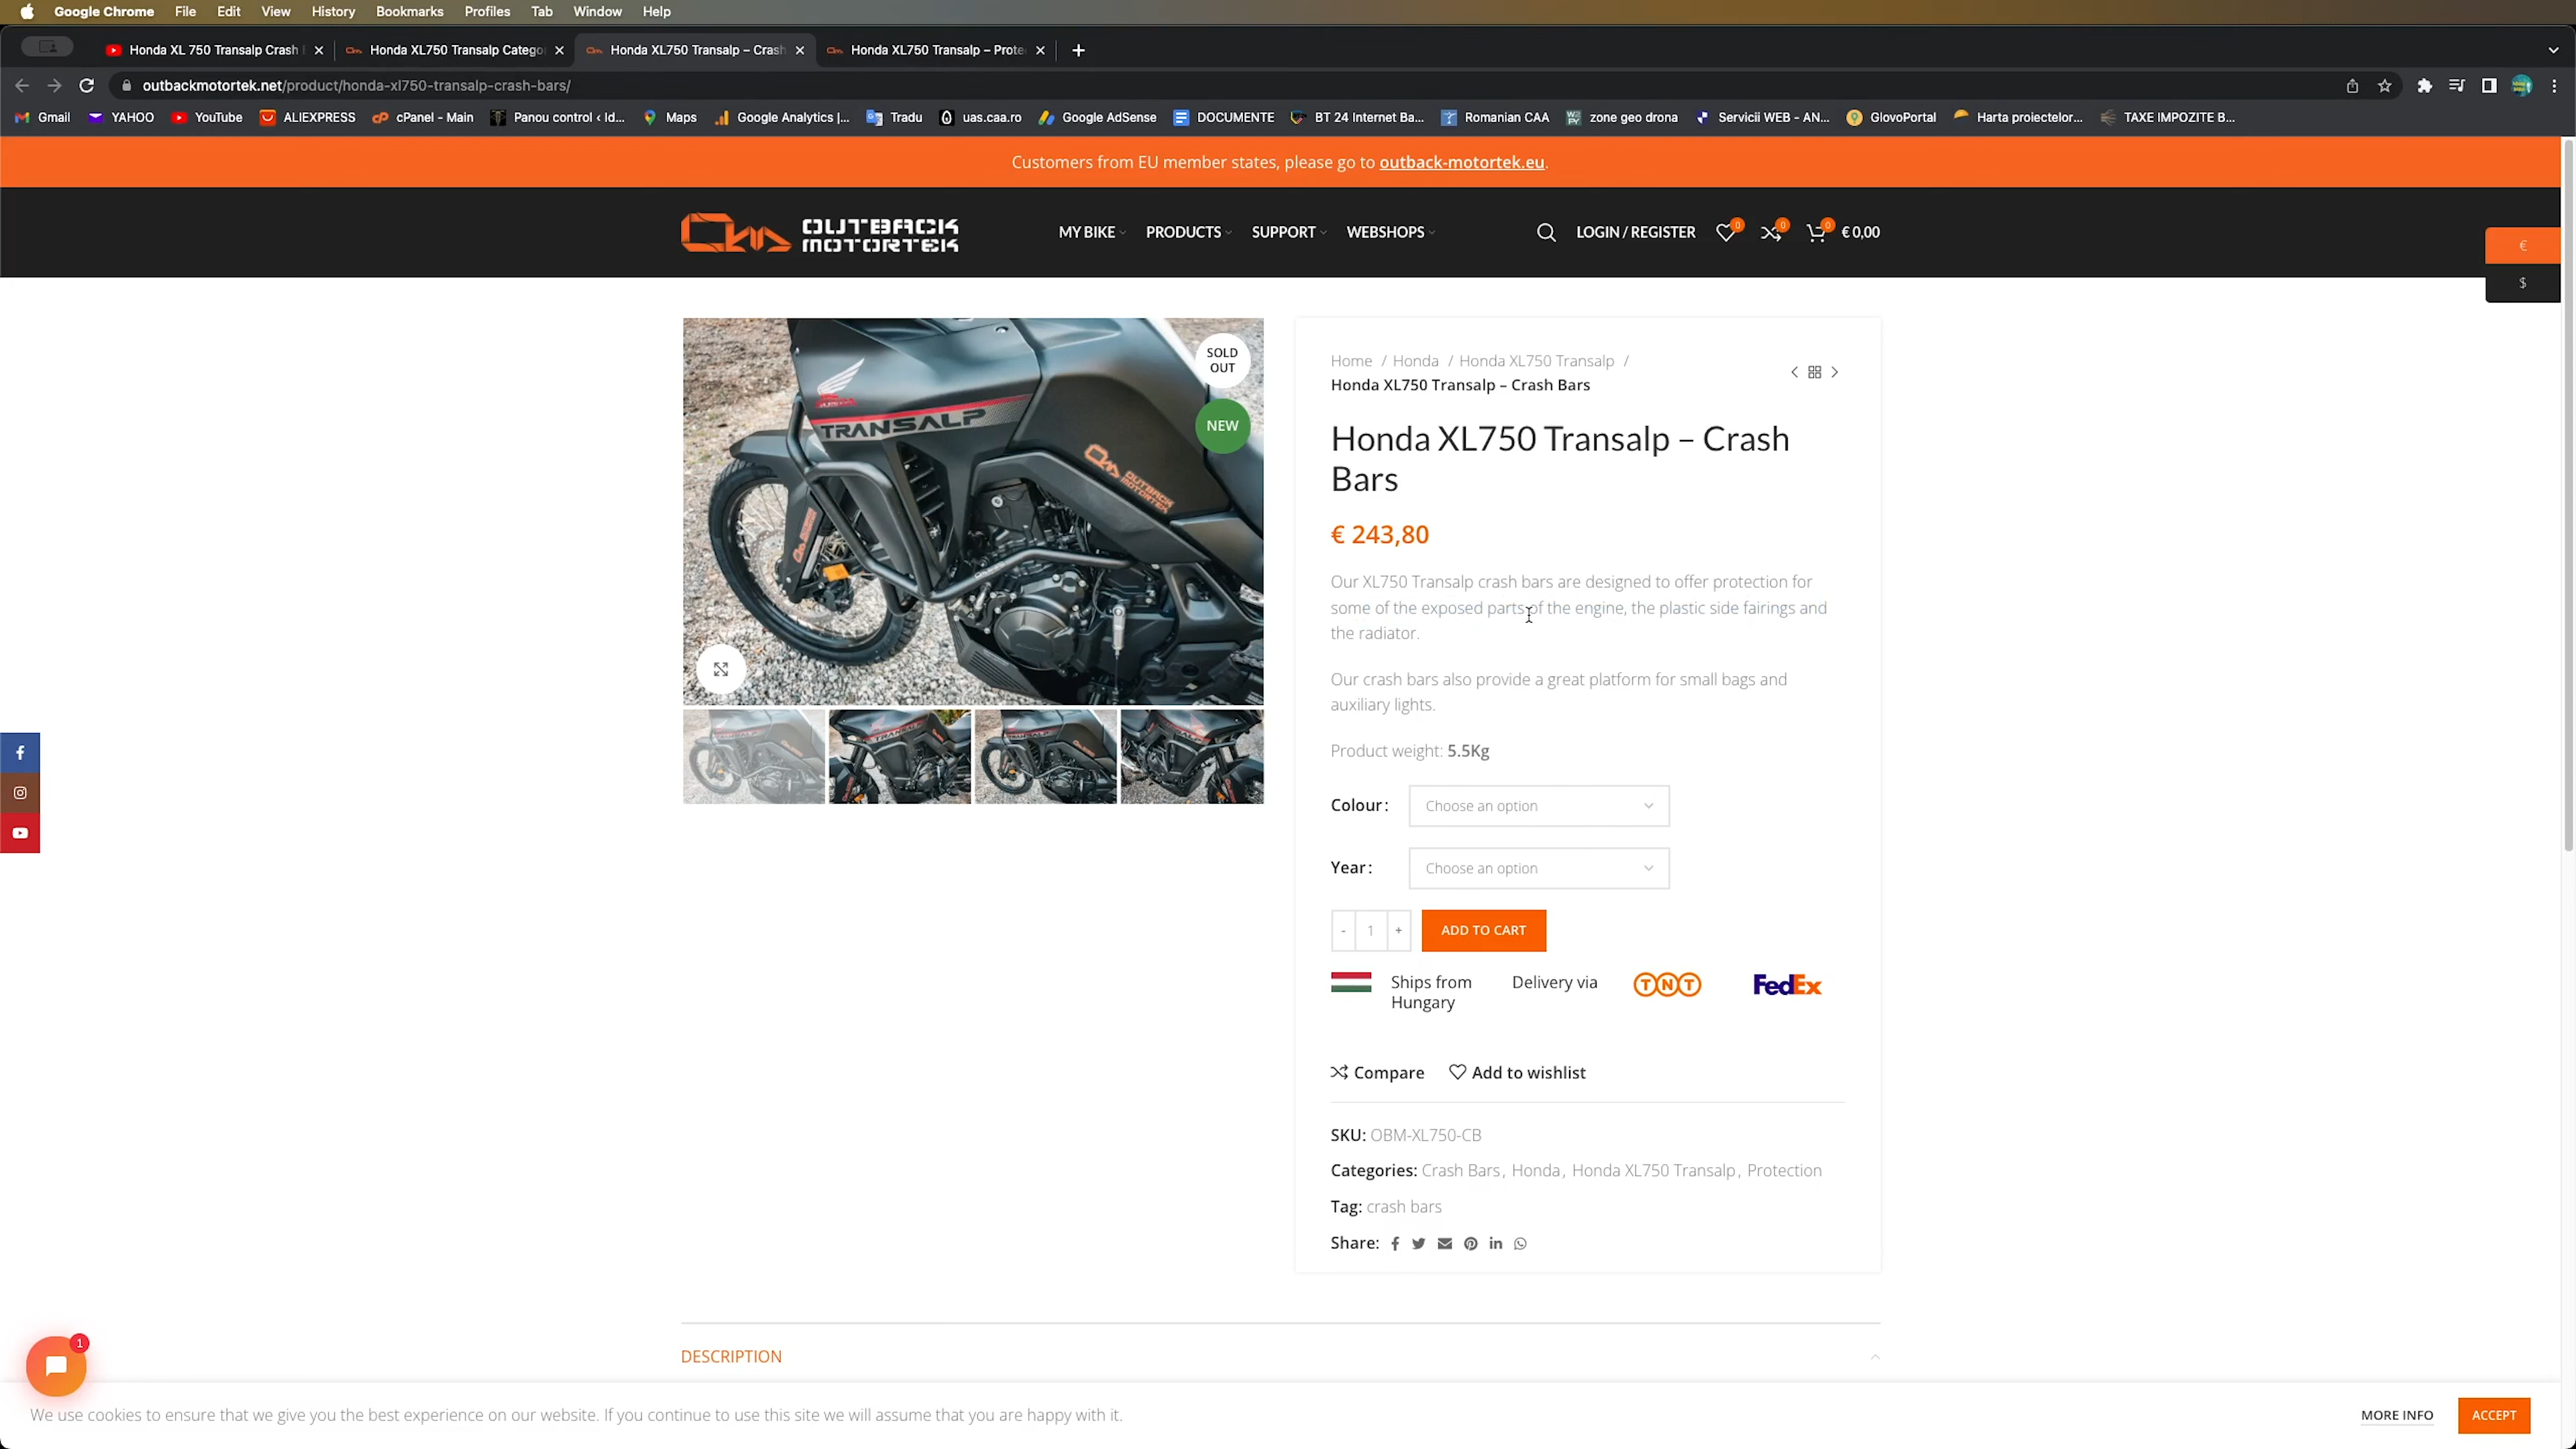 Google Chrome File Edit View History Bookmarks Profiles Tab Window Help
Honda XL 750 Transalp Crash
Honda XL750 Transalp Catego
Honda XL750 Transalp – Crash
Honda XL750 Transalp – Prote
outbackmotortek.net/product/honda-xl750-transalp-crash-bars/
Gmail YAHOO YouTube ALIEXPRESS cPanel - Main Panou control ‹ Id... Maps Google Analytics |... Tradu uas.caa.ro Google AdSense DOCUMENTE BT 24 Internet Ba... Romanian CAA zone geo drona Servicii WEB - AN... GlovoPortal Harta proiectelor... TAXE IMPOZITE B...
Customers from EU member states, please go to outback-motortek.eu.
OUTBACK
MOTORTEK
MY BIKE PRODUCTS SUPPORT WEBSHOPS LOGIN / REGISTER 0 0 0 € 0,00
€
$
SOLD
OUT
NEW
HONDA
TRANSALP
OUTBACK
MOTORTEK
Home / Honda / Honda XL750 Transalp /
Honda XL750 Transalp – Crash Bars
Honda XL750 Transalp – Crash
Bars
€ 243,80
Our XL750 Transalp crash bars are designed to offer protection for
some of the exposed parts of the engine, the plastic side fairings and
the radiator.
Our crash bars also provide a great platform for small bags and
auxiliary lights.
Product weight: 5.5Kg
Colour: Choose an option
Year: Choose an option
- 1 + ADD TO CART
Ships from
Hungary
Delivery via
TNT
FedEx
Compare Add to wishlist
SKU: OBM-XL750-CB
Categories: Crash Bars, Honda, Honda XL750 Transalp, Protection
Tag: crash bars
Share:
DESCRIPTION
1
We use cookies to ensure that we give you the best experience on our website. If you continue to use this site we will assume that you are happy with it.
MORE INFO ACCEPT